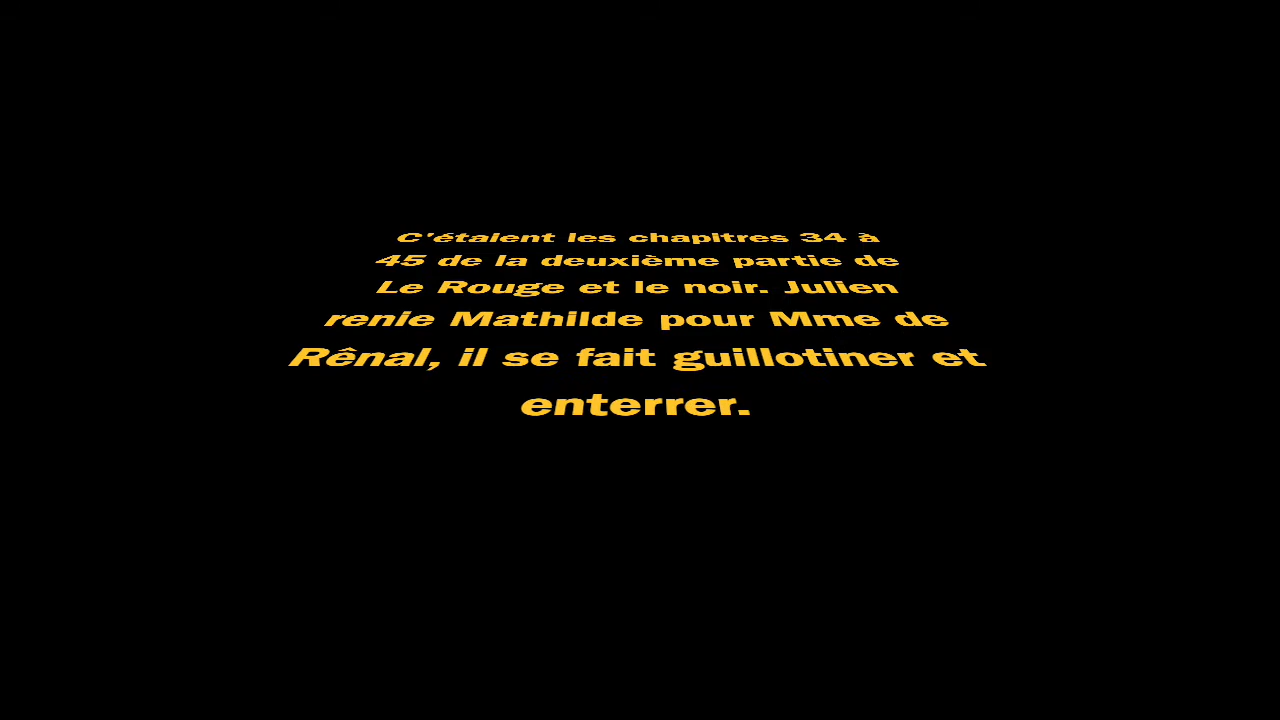 C'étaient les chapitres 34 à
45 de la deuxième partie de
Le Rouge et le noir. Julien
renie Mathilde pour Mme de
Rênal, il se fait guillotiner et
enterrer.